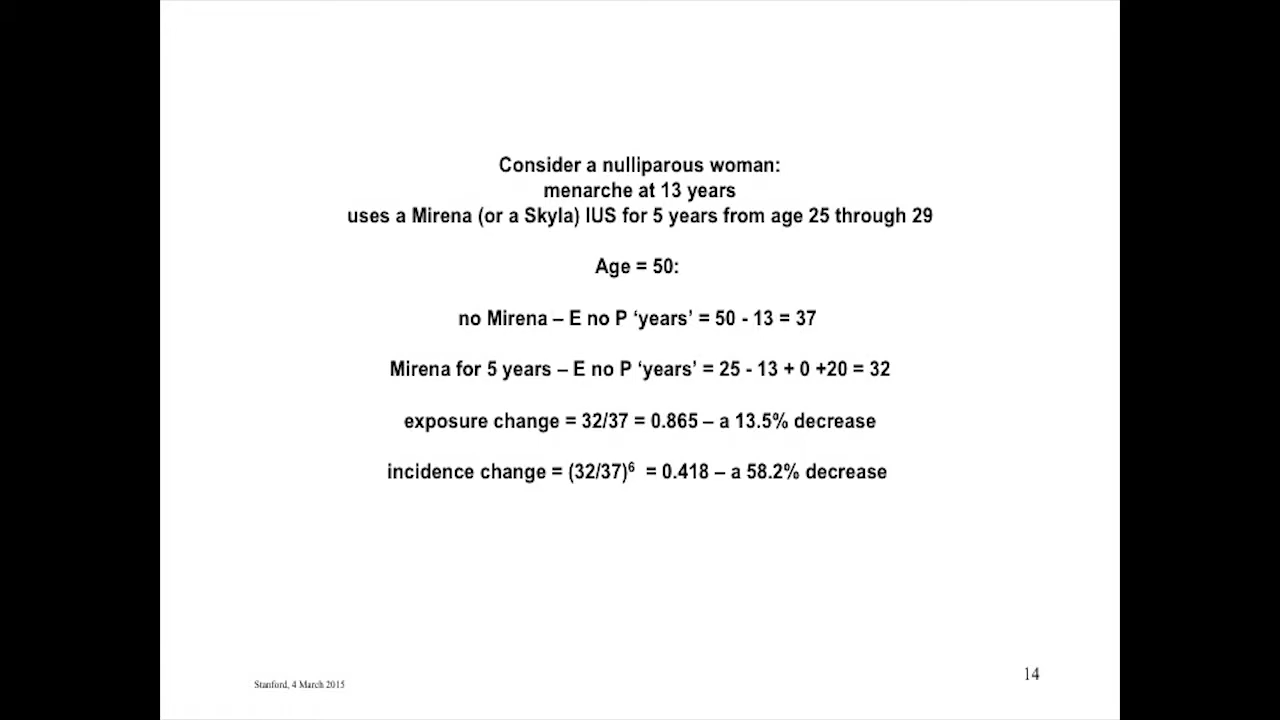 Consider a nulliparous woman:
menarche at 13 years
uses a Mirena (or a Skyla) IUS for 5 years from age 25 through 29
Age = 50:
no Mirena – E no P ‘years’ = 50 - 13 = 37
Mirena for 5 years – E no P ‘years’ = 25 - 13 + 0 +20 = 32
exposure change = 32/37 = 0.865 – a 13.5% decrease
incidence change = (32/37)⁶ = 0.418 – a 58.2% decrease
14
Stanford, 4 March 2015